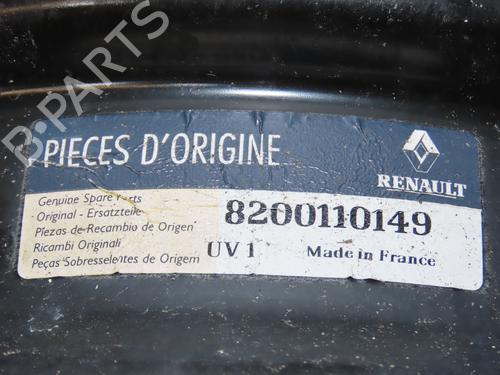 PIECES D'ORIGINE
RENAULT
Genuine Spare Parts
Original - Ersatzteile
Piezas de Recambio de Origen
Ricambi Originali
Peças Sobresselentes de Origem
8200110149
UV 1 Made in France
B-PARTS